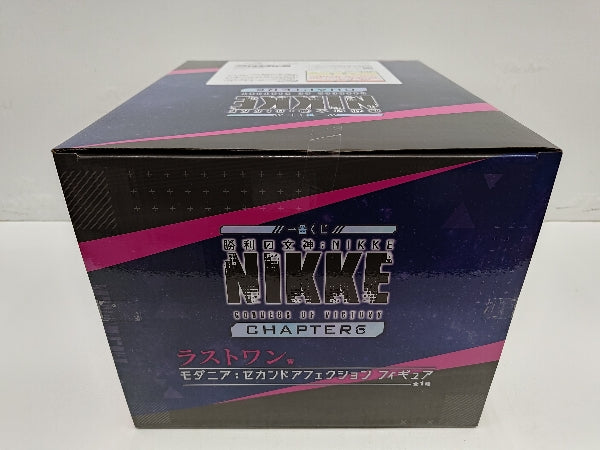 一番くじ
勝利の女神:NIKKE
NIKKE
GODDESS OF VICTORY
CHAPTER6
ラストワン賞
モダニア:セカンドアフェクション フィギュア
全1種